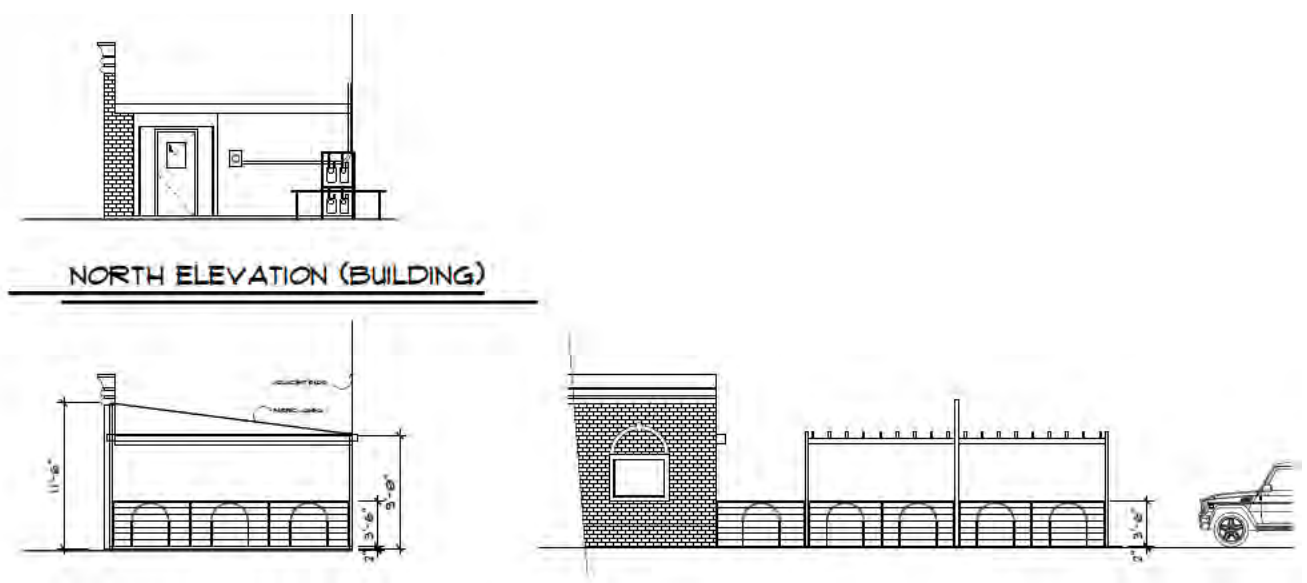 NORTH ELEVATION (BUILDING)
11'-6"
2" 3'-6"
9'-8"
2" 3'-6"